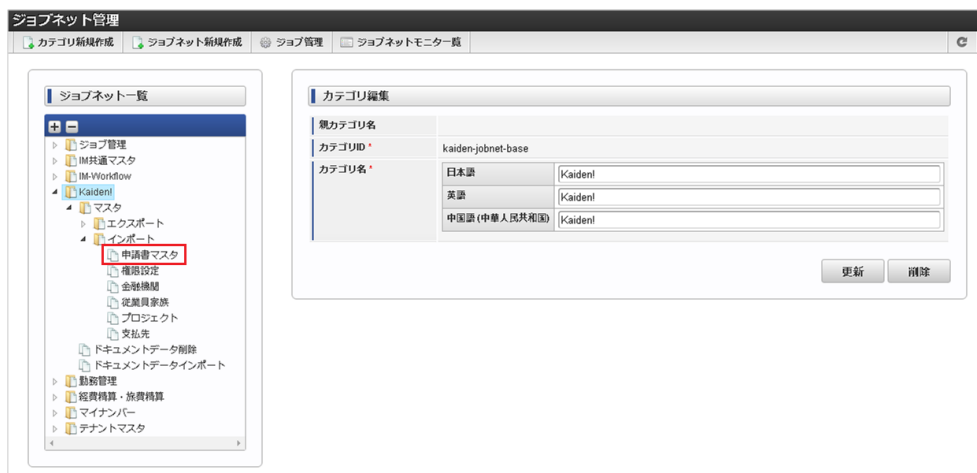 ジョブネット管理
カテゴリ新規作成 ジョブネット新規作成 ジョブ管理 ジョブネットモニター覧
ジョブネット一覧
ジョブ管理
IM共通マスタ
IM-Workflow
Kaiden!
マスタ
エクスポート
インポート
申請書マスタ
権限設定
金融機関
従業員家族
プロジェクト
支払先
ドキュメントデータ削除
ドキュメントデータインポート
勤務管理
経費精算・旅費精算
マイナンバー
テナントマスタ
カテゴリ編集
親カテゴリ名
カテゴリID * kaiden-jobnet-base
カテゴリ名 * 日本語 Kaiden!
英語 Kaiden!
中国語 (中華人民共和国) Kaiden!
更新 削除